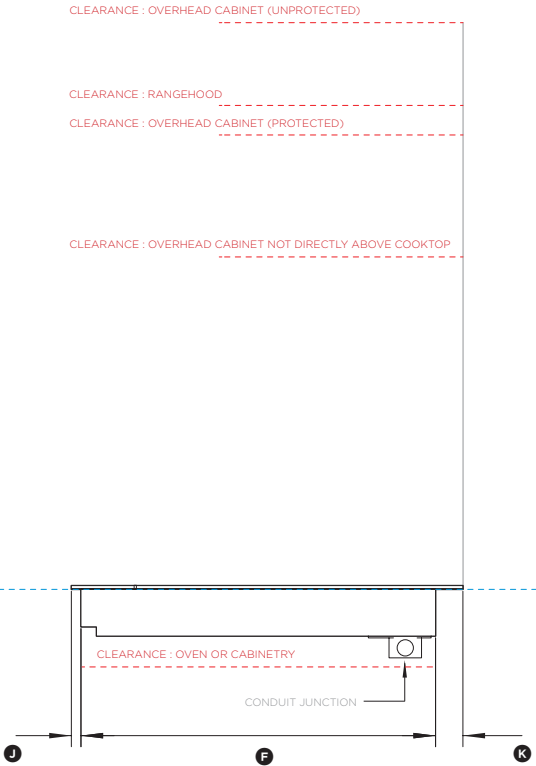 CLEARANCE : OVERHEAD CABINET (UNPROTECTED)
CLEARANCE : RANGEHOOD
CLEARANCE : OVERHEAD CABINET (PROTECTED)
CLEARANCE : OVERHEAD CABINET NOT DIRECTLY ABOVE COOKTOP
CLEARANCE : OVEN OR CABINETRY
CONDUIT JUNCTION
J
F
K